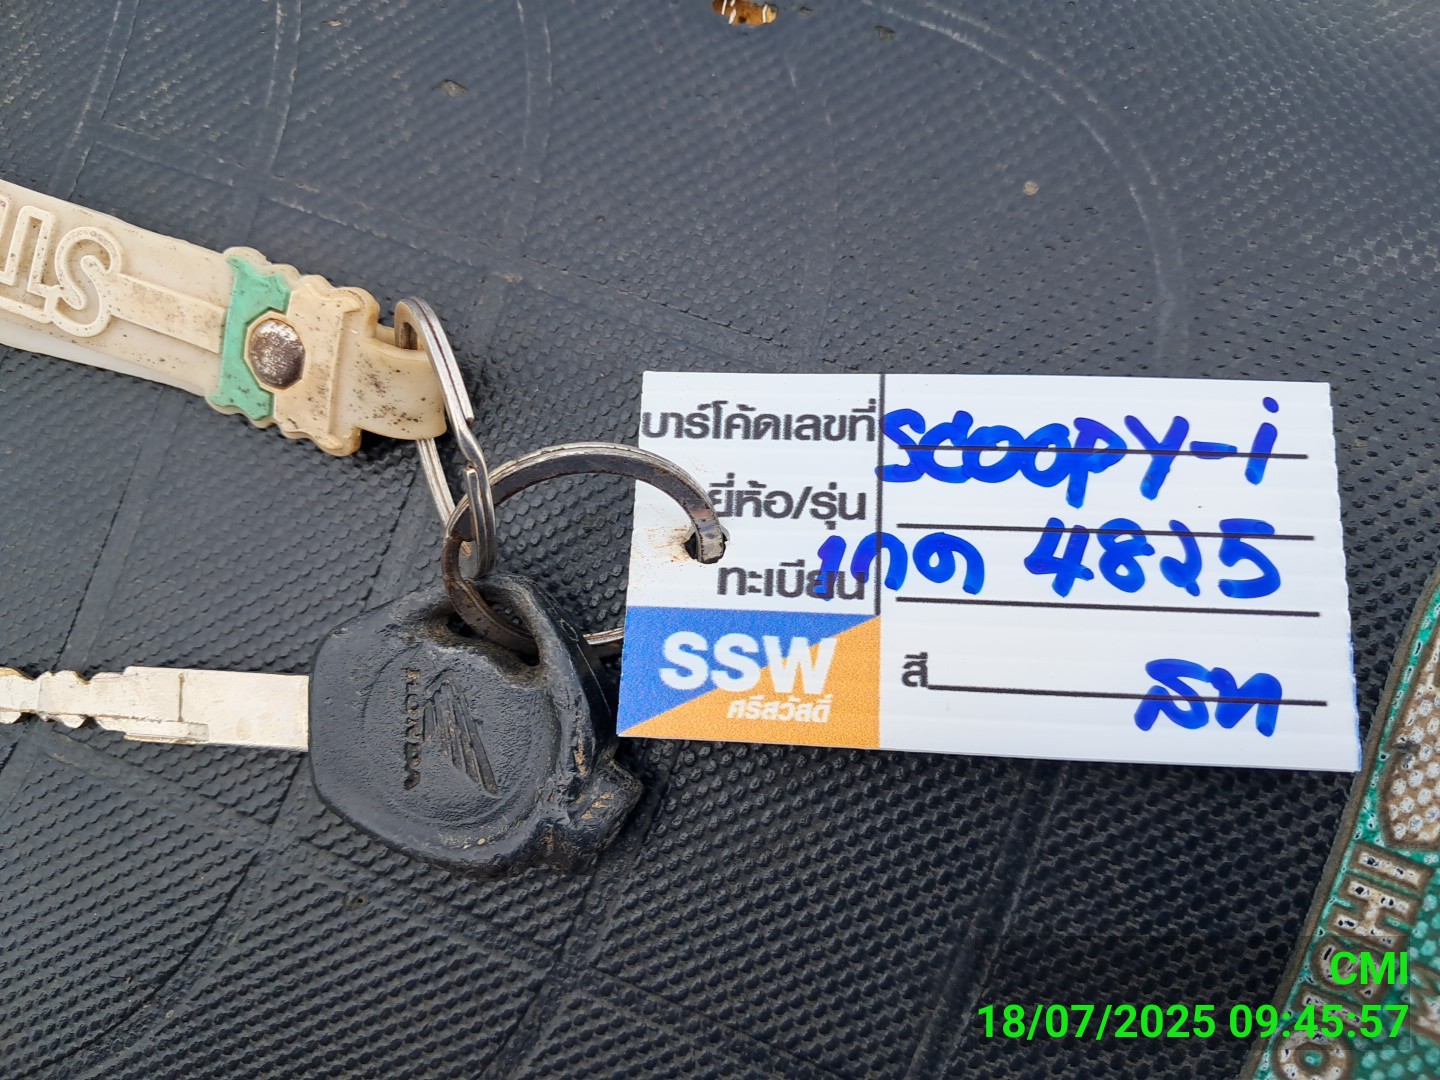 บาร์โค้ดเลขที่ SCOOPY-i
ยี่ห้อ/รุ่น
ทะเบียน 1กด 4825
SSW
ศรีสวัสดิ์
สี
HONDA
CMI
18/07/2025 09:45:57